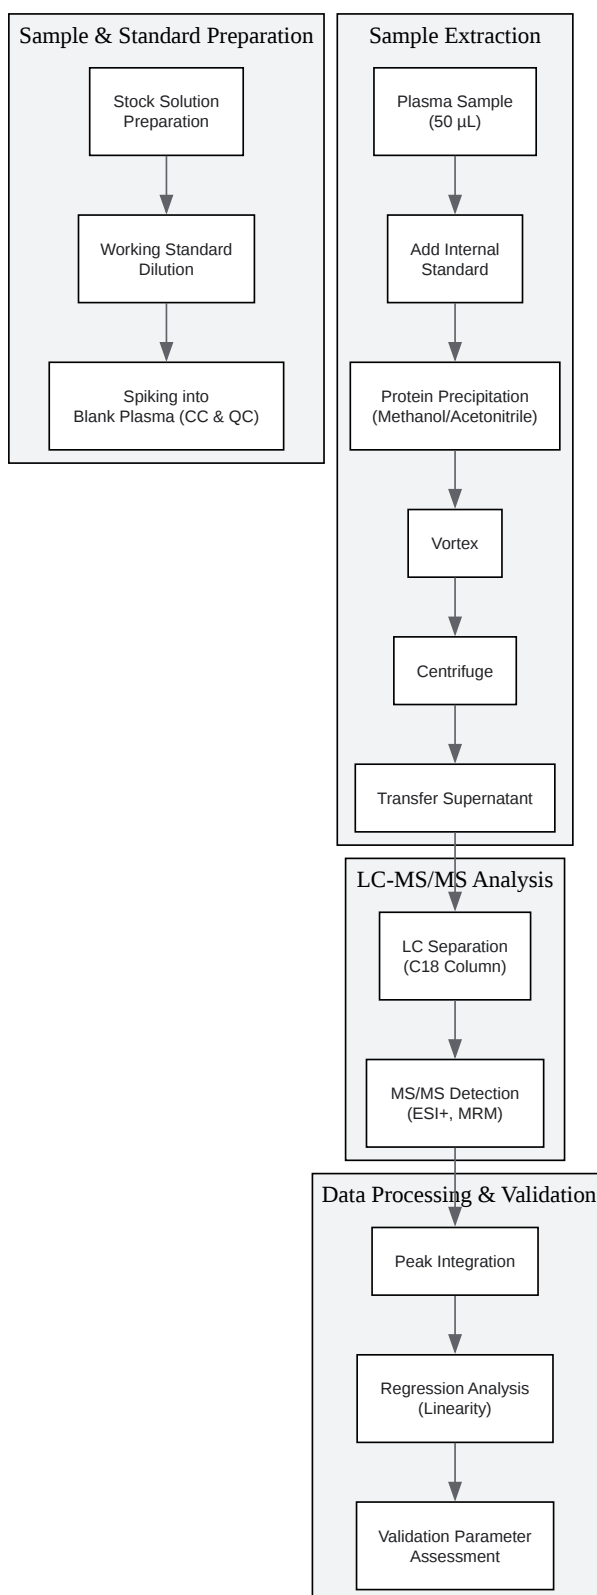 Sample & Standard Preparation
Stock Solution
Preparation
Working Standard
Dilution
Spiking into
Blank Plasma (CC & QC)
Sample Extraction
Plasma Sample
(50 µL)
Add Internal
Standard
Protein Precipitation
(Methanol/Acetonitrile)
Vortex
Centrifuge
Transfer Supernatant
LC-MS/MS Analysis
LC Separation
(C18 Column)
MS/MS Detection
(ESI+, MRM)
Data Processing & Validation
Peak Integration
Regression Analysis
(Linearity)
Validation Parameter
Assessment